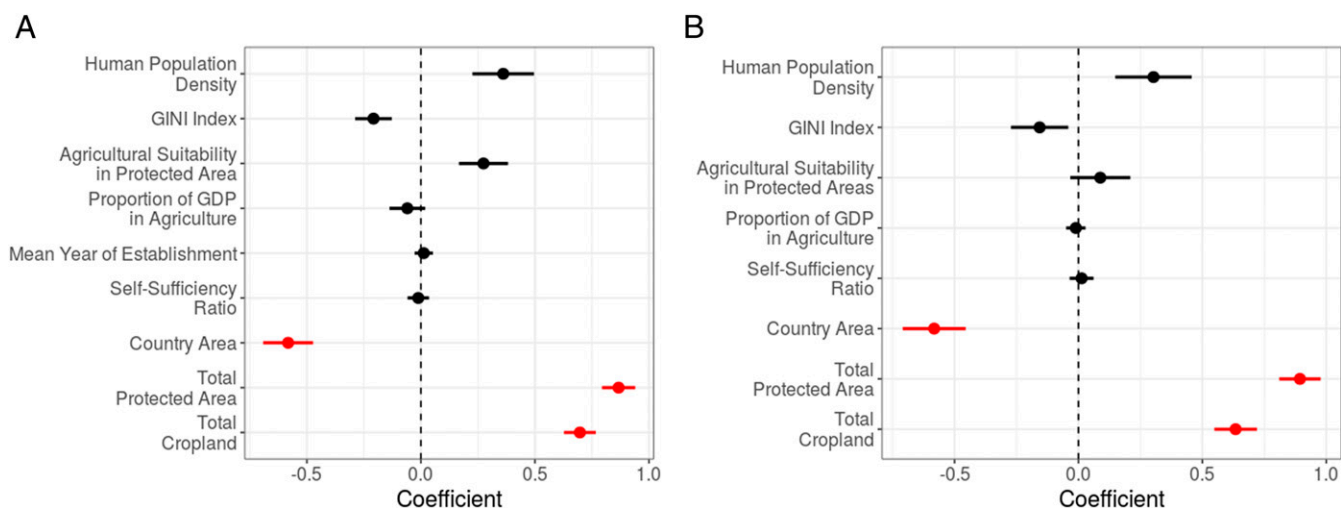 A
Human Population
Density
GINI Index
Agricultural Suitability
in Protected Area
Proportion of GDP
in Agriculture
Mean Year of Establishment
Self-Sufficiency
Ratio
Country Area
Total
Protected Area
Total
Cropland
-0.5 0.0 0.5 1.0
Coefficient
B
Human Population
Density
GINI Index
Agricultural Suitability
in Protected Areas
Proportion of GDP
in Agriculture
Self-Sufficiency
Ratio
Country Area
Total
Protected Area
Total
Cropland
-0.5 0.0 0.5 1.0
Coefficient